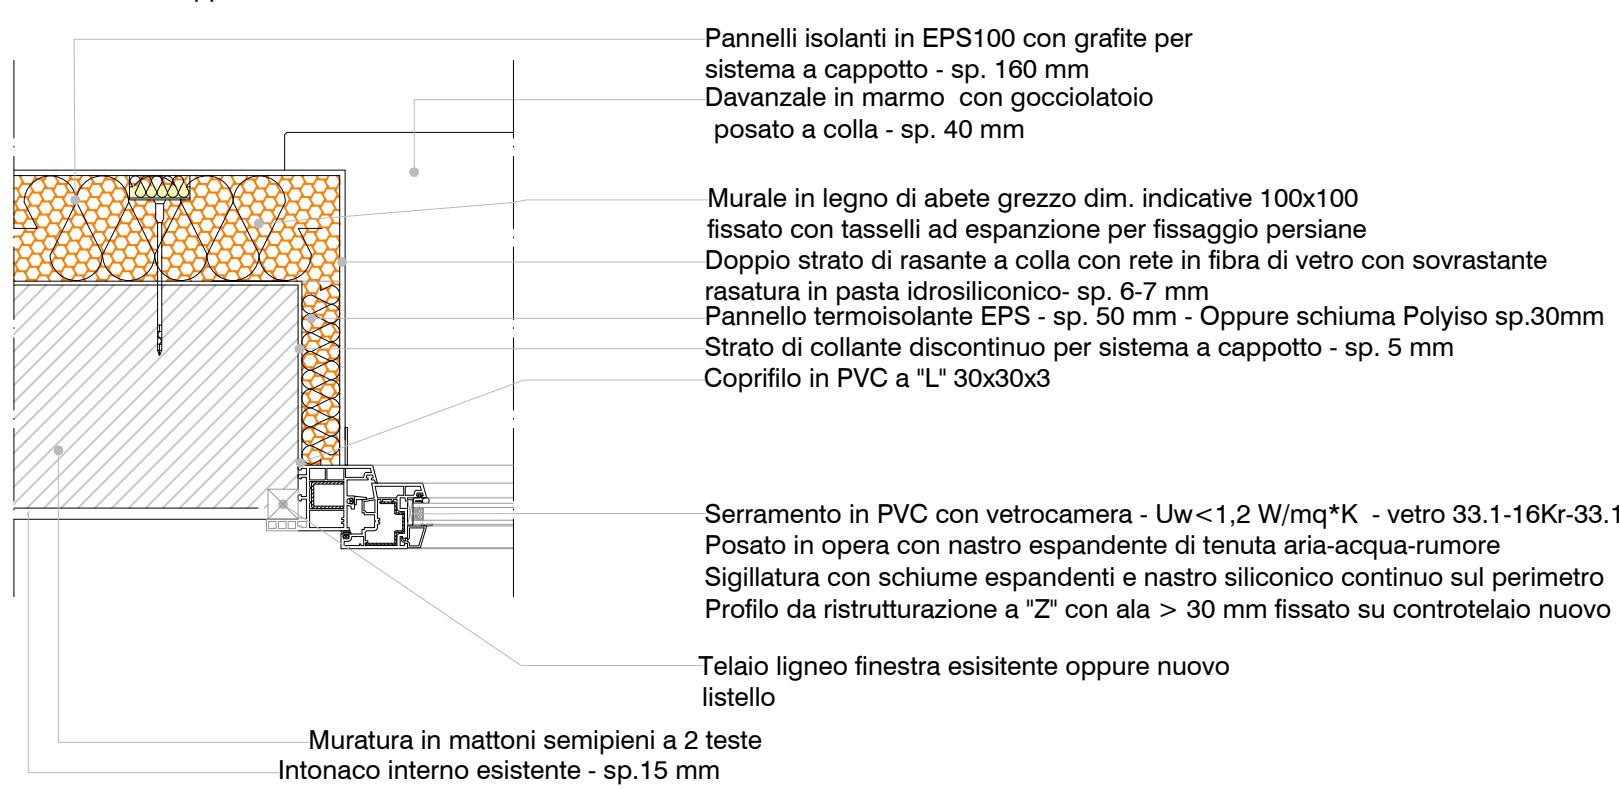 Pannelli isolanti in EPS100 con grafite per
sistema a cappotto - sp. 160 mm
Davanzale in marmo con gocciolatoio
posato a colla - sp. 40 mm
Murale in legno di abete grezzo dim. indicative 100x100
fissato con tasselli ad espanzione per fissaggio persiane
Doppio strato di rasante a colla con rete in fibra di vetro con sovrastante
rasatura in pasta idrosiliconico- sp. 6-7 mm
Pannello termoisolante EPS - sp. 50 mm - Oppure schiuma Polyiso sp.30mm
Strato di collante discontinuo per sistema a cappotto - sp. 5 mm
Coprifilo in PVC a "L" 30x30x3
Serramento in PVC con vetrocamera - Uw<1,2 W/mq*K - vetro 33.1-16Kr-33.1
Posato in opera con nastro espandente di tenuta aria-acqua-rumore
Sigillatura con schiume espandenti e nastro siliconico continuo sul perimetro
Profilo da ristrutturazione a "Z" con ala > 30 mm fissato su controtelaio nuovo
Telaio ligneo finestra esisitente oppure nuovo
listello
Muratura in mattoni semipieni a 2 teste
Intonaco interno esistente - sp.15 mm